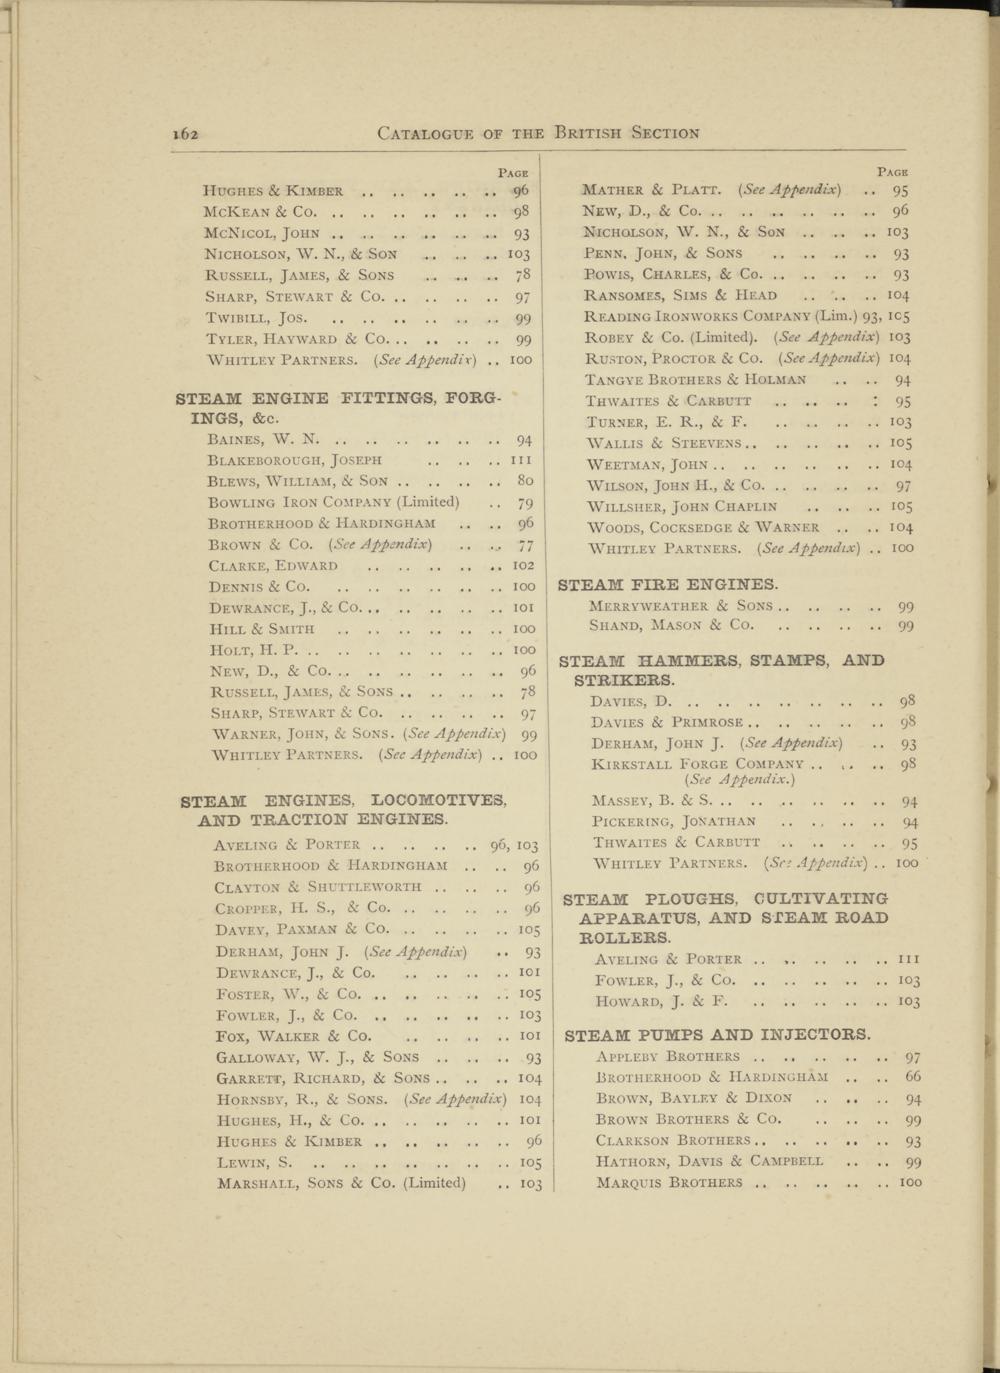 162
CATALOGUE OF THE BRITISH SECTION
PAGE
HUGHES & KIMBER .. .. .. .. .. 96
MCKEAN & CO. .. .. .. .. .. .. 98
MCNICOL, JOHN .. .. .. .. .. .. 93
NICHOLSON, W. N., & SON .. .. .. 103
RUSSELL, JAMES, & SONS .. .. .. 78
SHARP, STEWART & CO. .. .. .. .. 97
TWIBILL, JOS. .. .. .. .. .. .. 99
TYLER, HAYWARD & CO. .. .. .. .. 99
WHITLEY PARTNERS. (See Appendix) .. 100
STEAM ENGINE FITTINGS, FORG-
INGS, &c.
BAINES, W. N. .. .. .. .. .. .. 94
BLAKEBOROUGH, JOSEPH .. .. .. 111
BLEWS, WILLIAM, & SON .. .. .. .. 80
BOWLING IRON COMPANY (Limited) .. 79
BROTHERHOOD & HARDINGHAM .. .. 96
BROWN & CO. (See Appendix) .. .. 77
CLARKE, EDWARD .. .. .. .. .. 102
DENNIS & CO. .. .. .. .. .. .. 100
DEWRANCE, J., & CO. .. .. .. .. .. 101
HILL & SMITH .. .. .. .. .. .. 100
HOLT, H. P. .. .. .. .. .. .. .. 100
NEW, D., & CO. .. .. .. .. .. .. 96
RUSSELL, JAMES, & SONS .. .. .. .. 78
SHARP, STEWART & CO. .. .. .. .. 97
WARNER, JOHN, & SONS. (See Appendix) 99
WHITLEY PARTNERS. (See Appendix) .. 100
STEAM ENGINES, LOCOMOTIVES,
AND TRACTION ENGINES.
AVELING & PORTER .. .. .. .. 96, 103
BROTHERHOOD & HARDINGHAM .. .. 96
CLAYTON & SHUTTLEWORTH .. .. .. 96
CROPPER, H. S., & CO. .. .. .. .. 96
DAVEY, PAXMAN & CO. .. .. .. .. 105
DERHAM, JOHN J. (See Appendix) .. 93
DEWRANCE, J., & CO. .. .. .. .. 101
FOSTER, W., & CO. .. .. .. .. .. 105
FOWLER, J., & CO. .. .. .. .. .. 103
FOX, WALKER & CO. .. .. .. .. 101
GALLOWAY, W. J., & SONS .. .. .. 93
GARRETT, RICHARD, & SONS .. .. .. 104
HORNSBY, R., & SONS. (See Appendix) 104
HUGHES, H., & CO. .. .. .. .. .. 101
HUGHES & KIMBER .. .. .. .. .. 96
LEWIN, S. .. .. .. .. .. .. .. 105
MARSHALL, SONS & CO. (Limited) .. 103
PAGE
MATHER & PLATT. (See Appendix) .. 95
NEW, D., & CO. .. .. .. .. .. .. 96
NICHOLSON, W. N., & SON .. .. .. 103
PENN, JOHN, & SONS .. .. .. .. 93
POWIS, CHARLES, & CO. .. .. .. .. 93
RANSOMES, SIMS & HEAD .. .. .. 104
READING IRONWORKS COMPANY (Lim.) 93, 105
ROBEY & CO. (Limited). (See Appendix) 103
RUSTON, PROCTOR & CO. (See Appendix) 104
TANGYE BROTHERS & HOLMAN .. .. 94
THWAITES & CARBUTT .. .. .. : 95
TURNER, E. R., & F. .. .. .. .. 103
WALLIS & STEEVENS .. .. .. .. .. 105
WEETMAN, JOHN .. .. .. .. .. .. 104
WILSON, JOHN H., & CO. .. .. .. .. 97
WILLSHER, JOHN CHAPLIN .. .. .. 105
WOODS, COCKSEDGE & WARNER .. .. 104
WHITLEY PARTNERS. (See Appendix) .. 100
STEAM FIRE ENGINES.
MERRYWEATHER & SONS .. .. .. .. 99
SHAND, MASON & CO. .. .. .. .. 99
STEAM HAMMERS, STAMPS, AND
STRIKERS.
DAVIES, D. .. .. .. .. .. .. .. 98
DAVIES & PRIMROSE .. .. .. .. .. 98
DERHAM, JOHN J. (See Appendix) .. 93
KIRKSTALL FORGE COMPANY .. .. .. 98
(See Appendix.)
MASSEY, B. & S. .. .. .. .. .. .. 94
PICKERING, JONATHAN .. .. .. .. 94
THWAITES & CARBUTT .. .. .. .. 95
WHITLEY PARTNERS. (See Appendix) .. 100
STEAM PLOUGHS, CULTIVATING
APPARATUS, AND STEAM ROAD
ROLLERS.
AVELING & PORTER .. .. .. .. .. 111
FOWLER, J., & CO. .. .. .. .. .. 103
HOWARD, J. & F. .. .. .. .. .. 103
STEAM PUMPS AND INJECTORS.
APPLEBY BROTHERS .. .. .. .. .. 97
BROTHERHOOD & HARDINGHAM .. .. 66
BROWN, BAYLEY & DIXON .. .. .. 94
BROWN BROTHERS & CO. .. .. .. 99
CLARKSON BROTHERS .. .. .. .. .. 93
HATHORN, DAVIS & CAMPBELL .. .. 99
MARQUIS BROTHERS .. .. .. .. .. 100